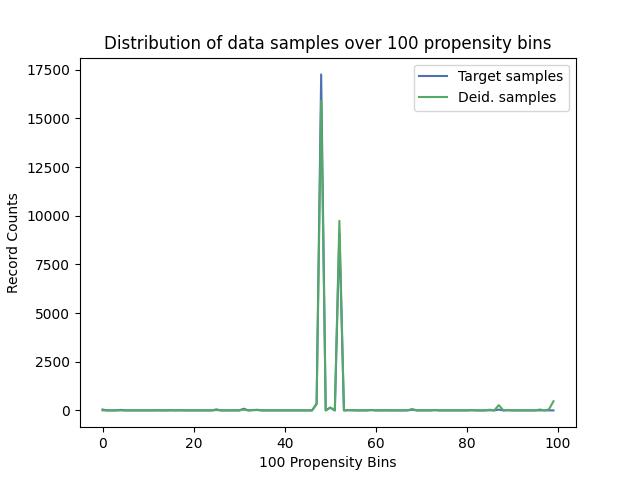 Distribution of data samples over 100 propensity bins
Target samples
Deid. samples
Record Counts
17500
15000
12500
10000
7500
5000
2500
0
0 20 40 60 80 100
100 Propensity Bins